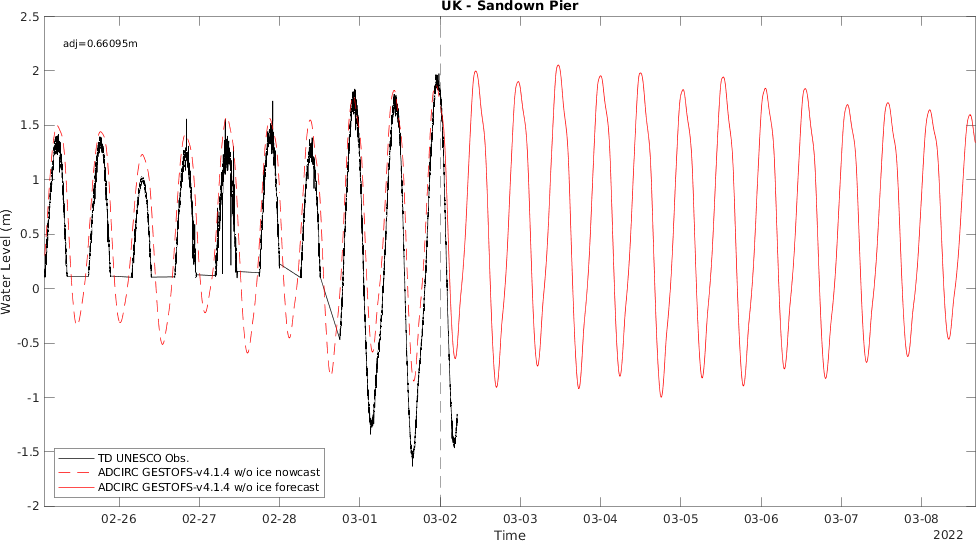 UK - Sandown Pier
adj=0.66095m
Water Level (m)
2.5
2
1.5
1
0.5
0
-0.5
-1
-1.5
-2
TD UNESCO Obs.
ADCIRC GESTOFS-v4.1.4 w/o ice nowcast
ADCIRC GESTOFS-v4.1.4 w/o ice forecast
02-26 02-27 02-28 03-01 03-02 03-03 03-04 03-05 03-06 03-07 03-08
Time
2022